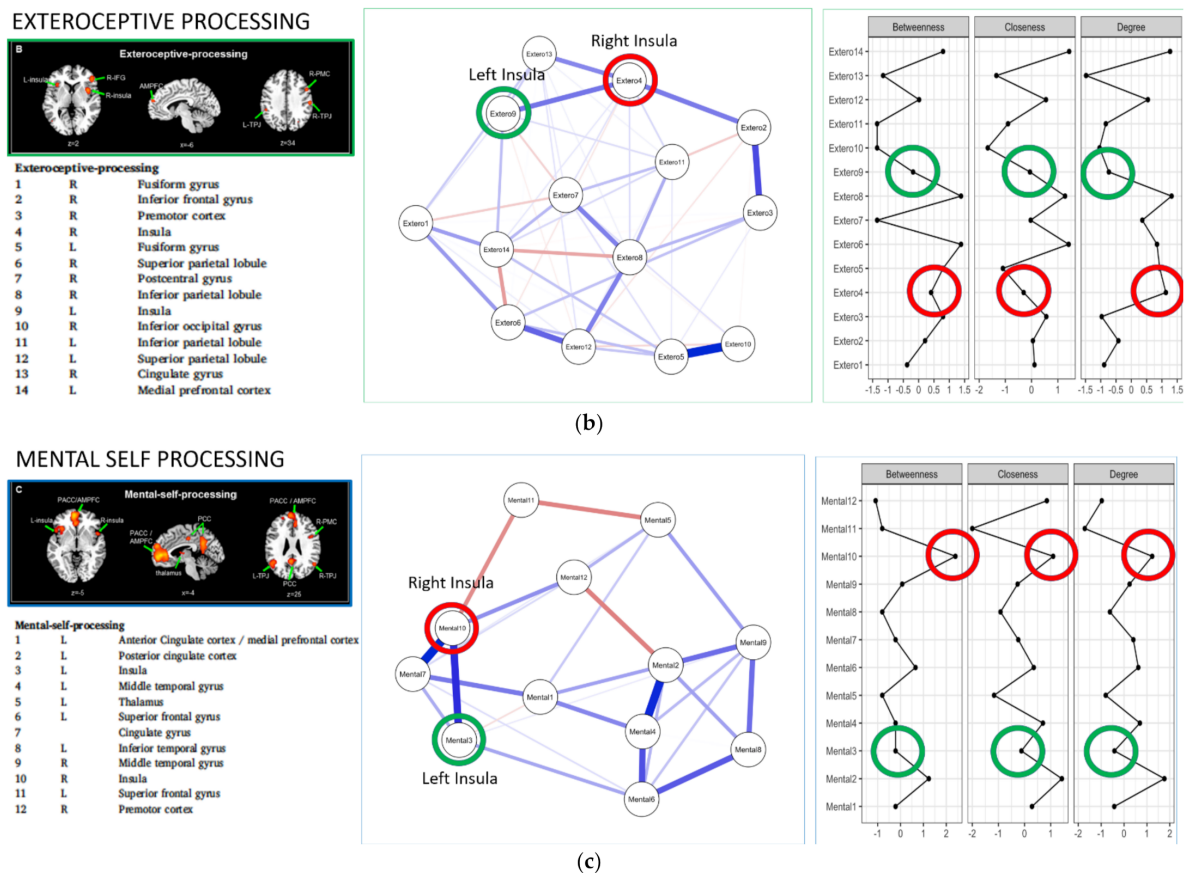 EXTEROCEPTIVE PROCESSING
B
Exteroceptive-processing
L-insula
R-IFG
R-insula
AMPFC
R-PMC
L-TPJ
R-TPJ
z=2
x=-6
z=34
Exteroceptive-processing
1 R Fusiform gyrus
2 R Inferior frontal gyrus
3 R Premotor cortex
4 R Insula
5 L Fusiform gyrus
6 R Superior parietal lobule
7 R Postcentral gyrus
8 R Inferior parietal lobule
9 L Insula
10 R Inferior occipital gyrus
11 L Inferior parietal lobule
12 L Superior parietal lobule
13 R Cingulate gyrus
14 L Medial prefrontal cortex
Right Insula
Left Insula
Extero13
Extero4
Extero9
Extero2
Extero11
Extero7
Extero3
Extero1
Extero14
Extero8
Extero6
Extero12
Extero5
Extero10
Betweenness Closeness Degree
Extero14
Extero13
Extero12
Extero11
Extero10
Extero9
Extero8
Extero7
Extero6
Extero5
Extero4
Extero3
Extero2
Extero1
-1.5 -1 -0.5 0.5 1 1.5 -2 -1 0 1 -1.5 -1 -0.5 0.5 1 1.5
(b)
MENTAL SELF PROCESSING
C
Mental-self-processing
PACC/AMPFC
L-insula
R-insula
PACC / AMPFC
PCC
thalamus
PACC / AMPFC
R-PMC
L-TPJ
R-TPJ
PCC
z=-5
x=-4
z=25
Mental-self-processing
1 L Anterior Cingulate cortex / medial prefrontal cortex
2 L Posterior cingulate cortex
3 L Insula
4 L Middle temporal gyrus
5 L Thalamus
6 L Superior frontal gyrus
7 Cingulate gyrus
8 L Inferior temporal gyrus
9 R Middle temporal gyrus
10 R Insula
11 L Superior frontal gyrus
12 R Premotor cortex
Mental11
Mental5
Right Insula
Mental12
Mental10
Mental9
Mental2
Mental7
Mental1
Mental4
Mental3
Mental8
Left Insula
Mental6
Betweenness Closeness Degree
Mental12
Mental11
Mental10
Mental9
Mental8
Mental7
Mental6
Mental5
Mental4
Mental3
Mental2
Mental1
-1 0 1 2 -2 -1 0 1 -1 0 1 2
(c)